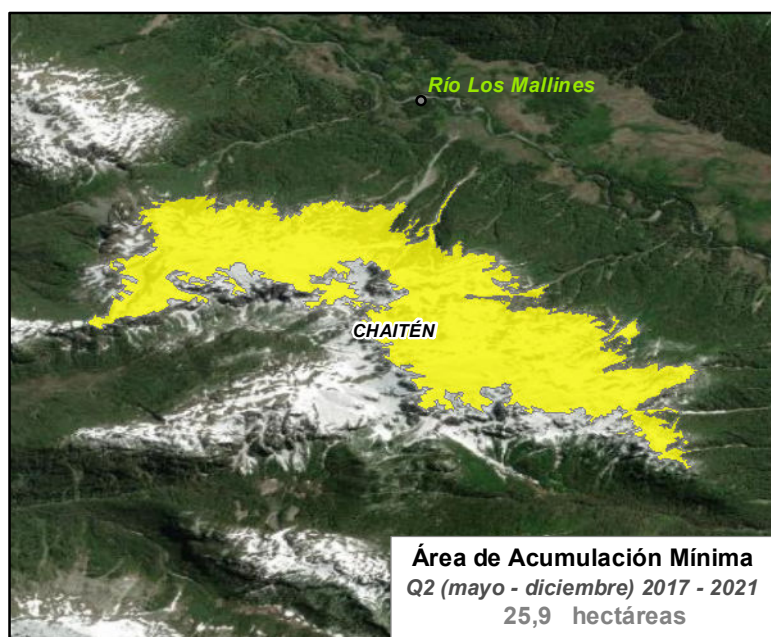 Río Los Mallines
CHAITÉN
Área de Acumulación Mínima
Q2 (mayo - diciembre) 2017 - 2021
25,9 hectáreas